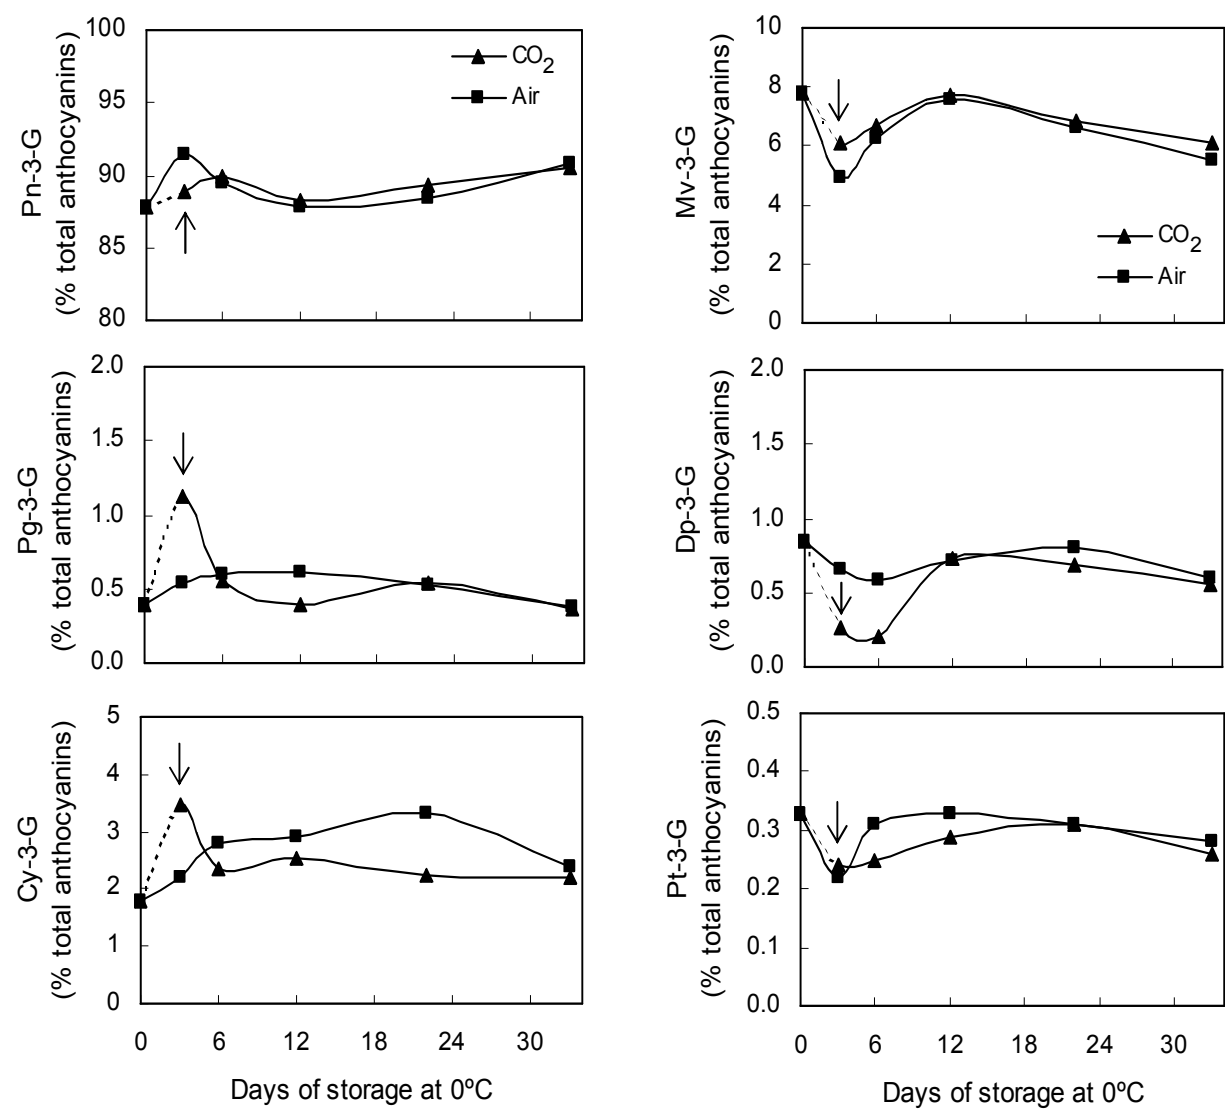 Pn-3-G
(% total anthocyanins)
100
95
90
85
80
CO2
Air
Mv-3-G
(% total anthocyanins)
10
8
6
4
2
0
CO2
Air
Pg-3-G
(% total anthocyanins)
2.0
1.5
1.0
0.5
0.0
Dp-3-G
(% total anthocyanins)
2.0
1.5
1.0
0.5
0.0
Cy-3-G
(% total anthocyanins)
5
4
3
2
1
0
0 6 12 18 24 30
Days of storage at 0ºC
Pt-3-G
(% total anthocyanins)
0.5
0.4
0.3
0.2
0.1
0.0
0 6 12 18 24 30
Days of storage at 0ºC